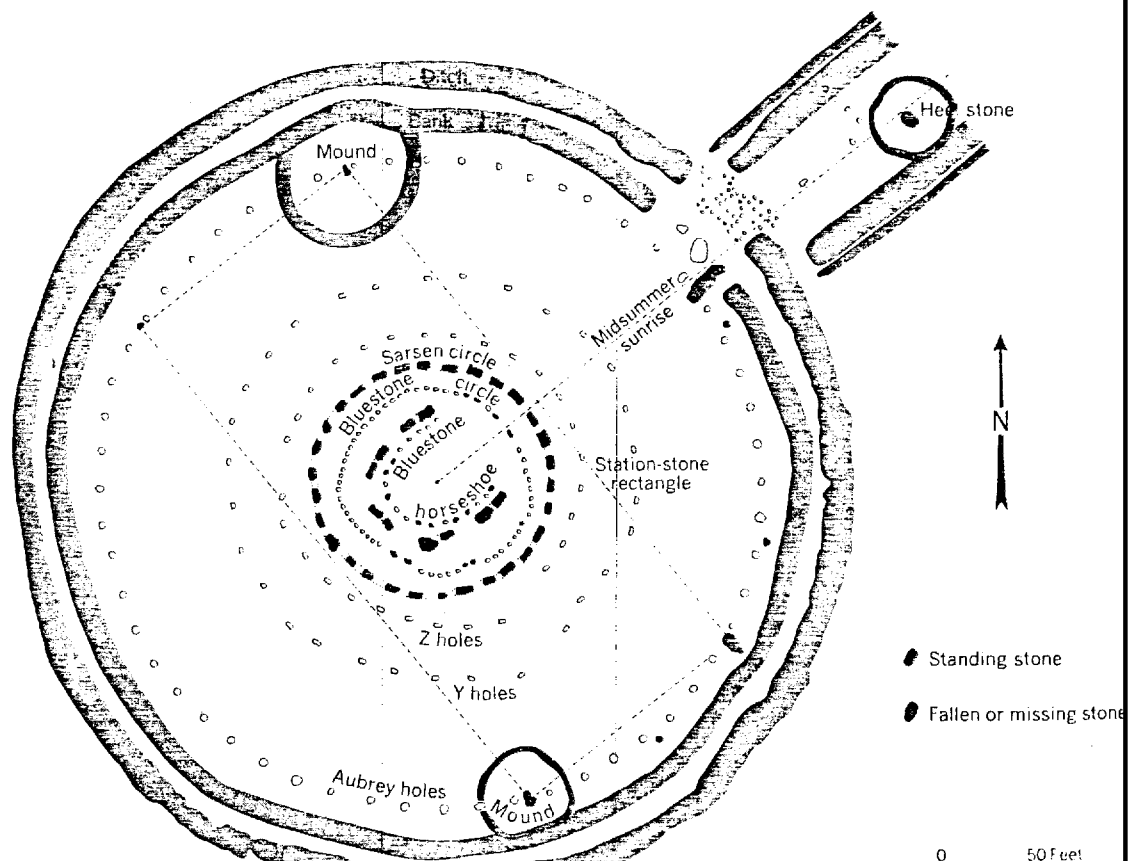 Ditch
Bank
Heel stone
Mound
Midsummer
sunrise
Sarsen circle
Bluestone circle
Bluestone
horseshoe
N
Station-stone
rectangle
Z holes
Standing stone
Y holes
Fallen or missing stone
Aubrey holes
Mound
0 50 Feet